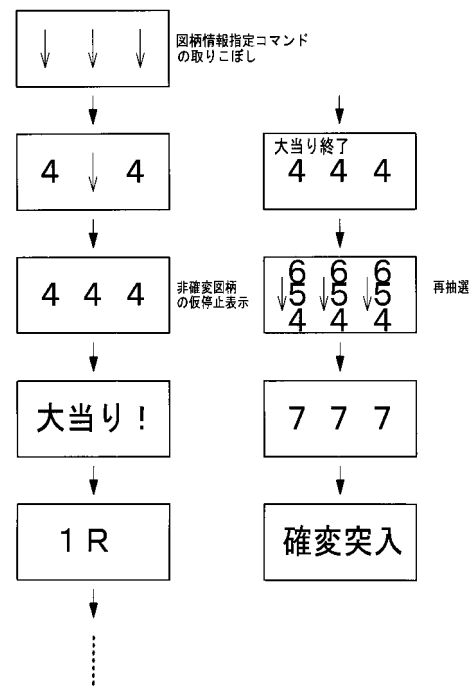 図柄情報指定コマンド
の取りこぼし
4 4
4 4 4
非確変図柄
の仮停止表示
大当り!
1R
大当り終了
4 4 4
6 6 6
5 5 5
4 4 4
再抽選
7 7 7
確変突入